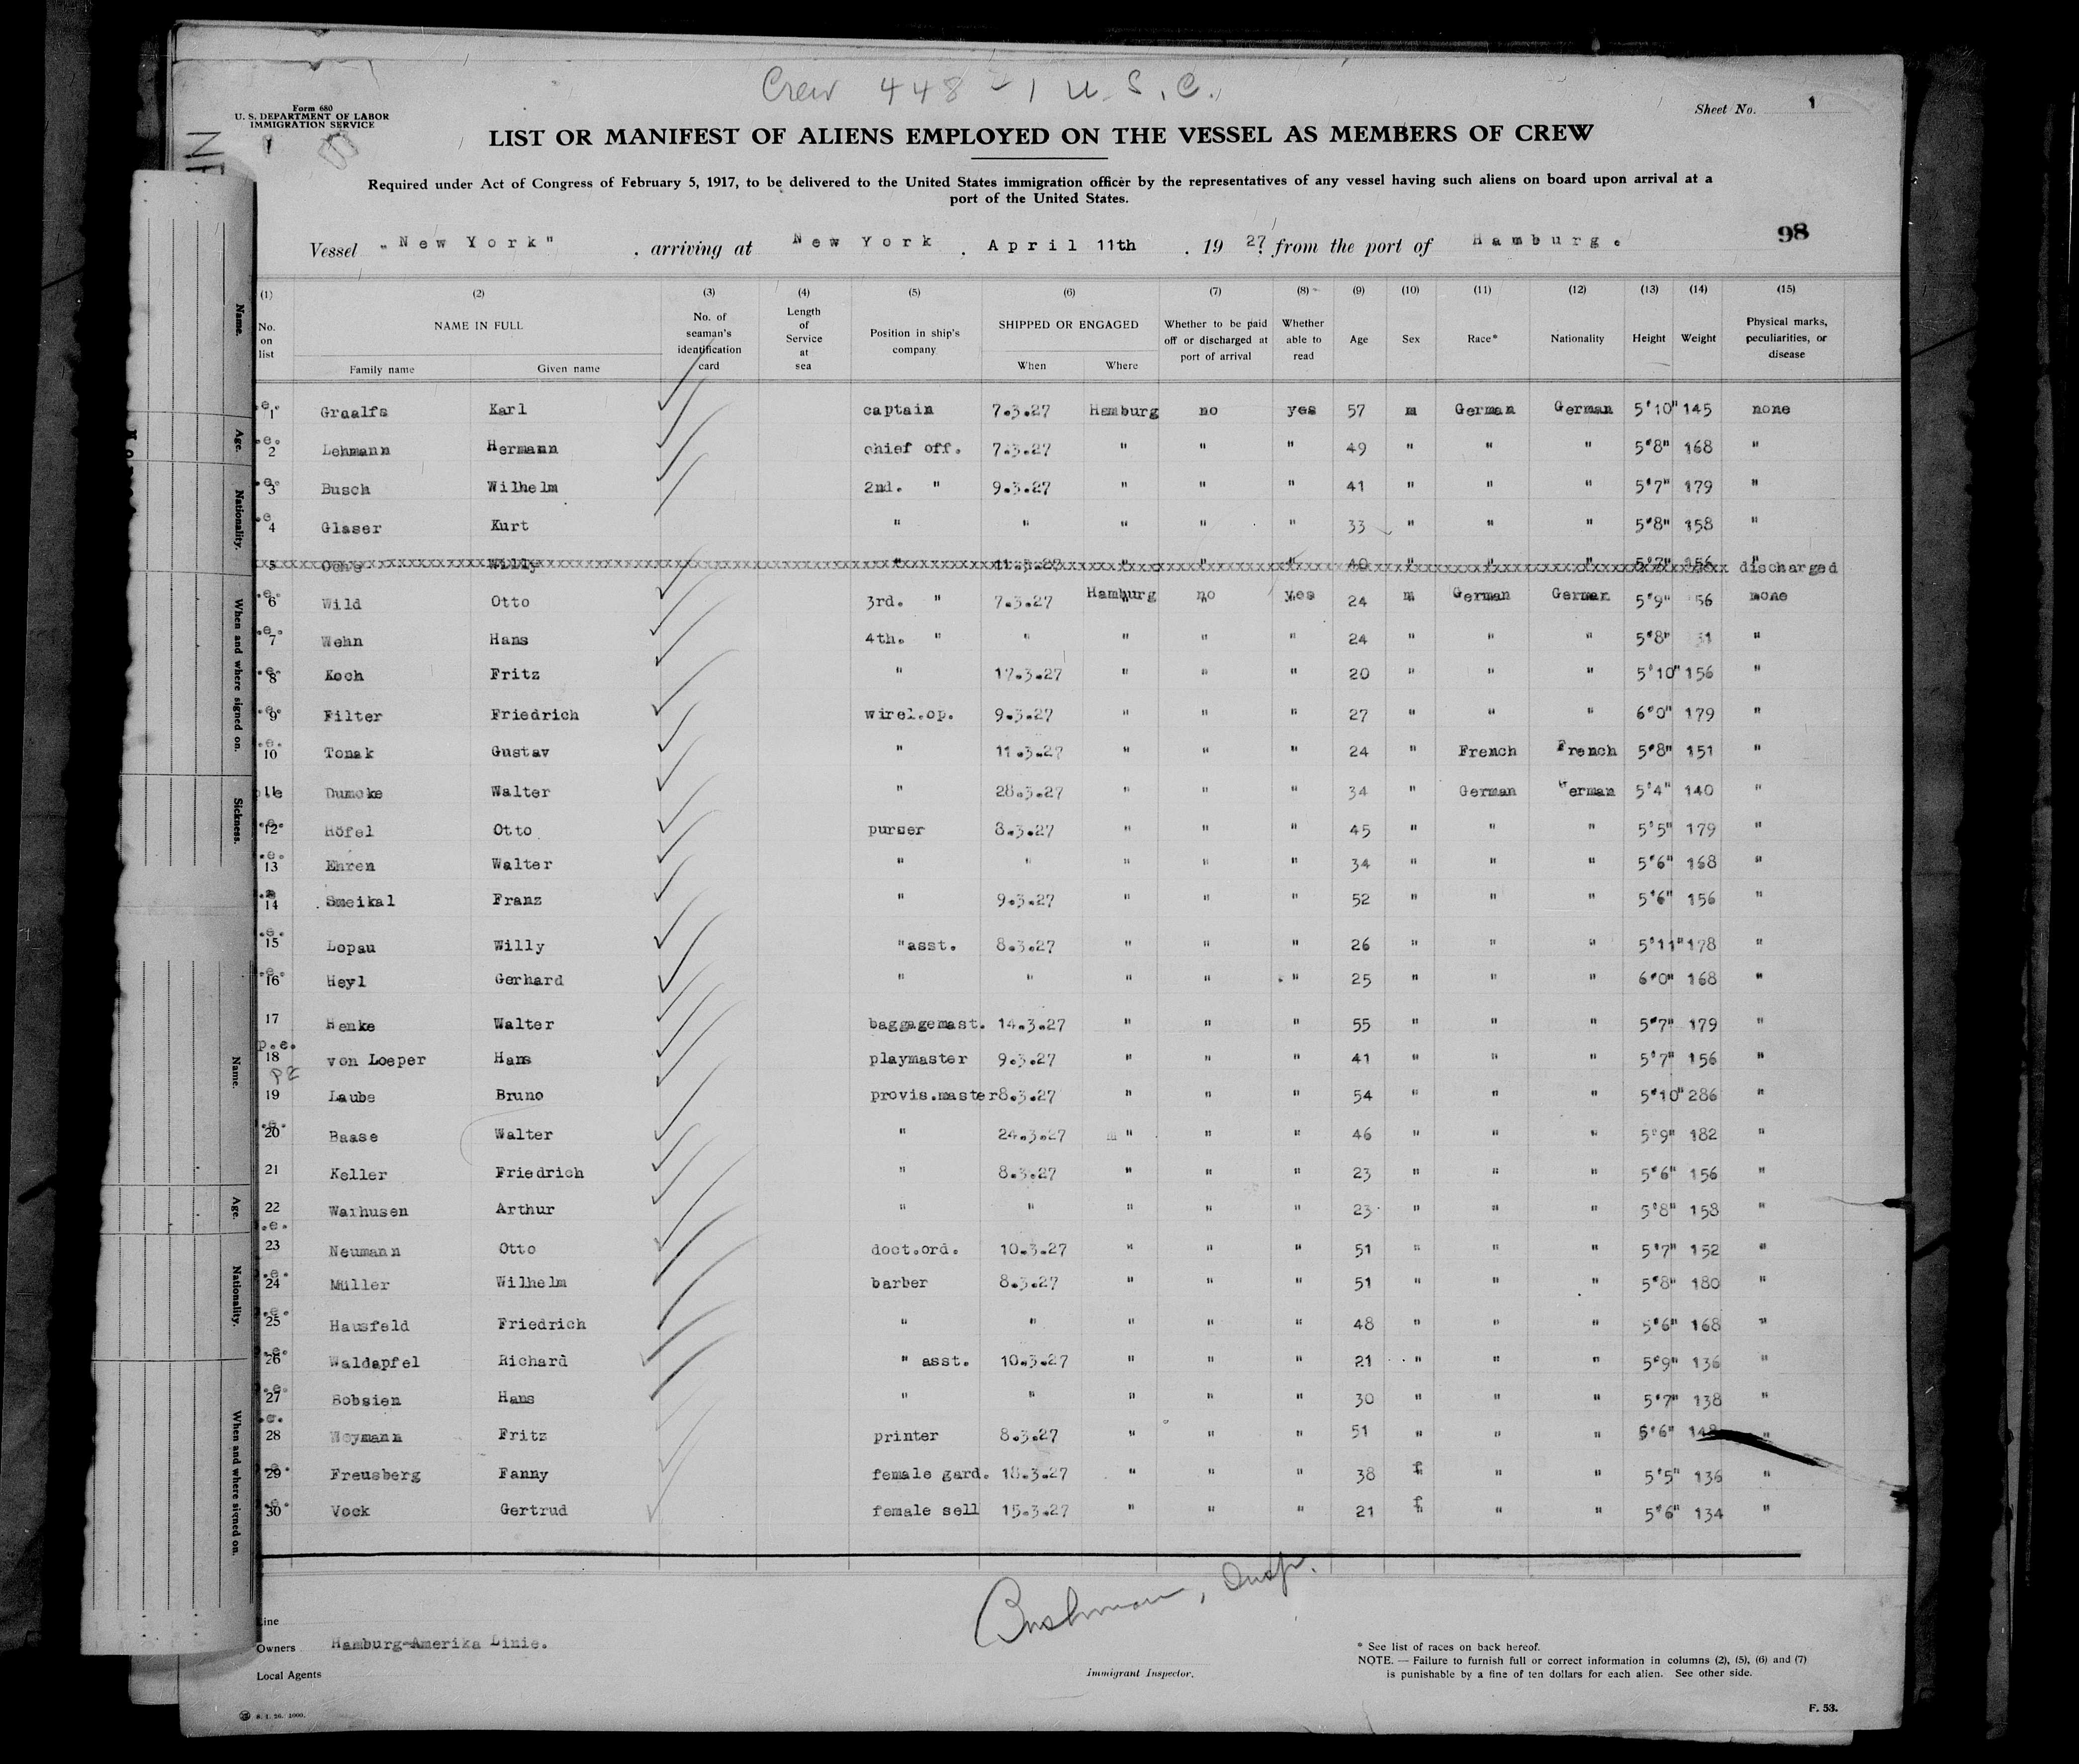 Crew 448 - 1 U. S. C.
Form 680
U. S. DEPARTMENT OF LABOR
IMMIGRATION SERVICE
Sheet No. 1
LIST OR MANIFEST OF ALIENS EMPLOYED ON THE VESSEL AS MEMBERS OF CREW
Required under Act of Congress of February 5, 1917, to be delivered to the United States immigration officer by the representatives of any vessel having such aliens on board upon arrival at a
port of the United States.
98
Vessel "New York", arriving at New York, April 11th, 1927, from the port of Hamburg.
(1) (2) (3) (4) (5) (6) (7) (8) (9) (10) (11) (12) (13) (14) (15)
No. on list NAME IN FULL Family name Given name No. of seaman's identification card Length of Service at sea Position in ship's company SHIPPED OR ENGAGED When Where Whether to be paid off or discharged at port of arrival Whether able to read Age Sex Race* Nationality Height Weight Physical marks, peculiarities, or disease
1 Graalfs Karl captain 7.3.27 Hamburg no yes 57 m German German 5'10" 145 none
2 Lehmann Hermann chief off. 7.3.27 " " " 49 " " " 5'8" 168 "
3 Busch Wilhelm 2nd. " 9.3.27 " " " 41 " " " 5'7" 179 "
4 Glaser Kurt " " " " " 33 " " " 5'8" 158 "
5 Willy " 11.3.27 " " " 40 " " " 5'7" 156 " discharged
6 Wild Otto 3rd. " 7.3.27 Hamburg no yes 24 m German German 5'9" 56 none
7 Wehn Hans 4th. " " " " " 24 " " " 5'8" 31 "
8 Koch Fritz " 17.3.27 " " " 20 " " " 5'10" 156 "
9 Filter Friedrich wirel.op. 9.3.27 " " " 27 " " " 6'0" 179 "
10 Tonak Gustav " 11.3.27 " " " 24 " French French 5'8" 151 "
11 Dumcke Walter " 28.3.27 " " " 34 " German German 5'4" 140 "
12 Höfel Otto purser 8.3.27 " " " 45 " " " 5'5" 179 "
13 Ehren Walter " " " " " 34 " " " 5'6" 168 "
14 Smeikal Franz " 9.3.27 " " " 52 " " " 5'6" 156 "
15 Lopau Willy "asst. 8.3.27 " " " 26 " " " 5'11" 178 "
16 Heyl Gerhard " " " " " 25 " " " 6'0" 168 "
17 Henke Walter baggagemast. 14.3.27 " " " 55 " " " 5'7" 179 "
p.e.
18 von Loeper Hans playmaster 9.3.27 " " " 41 " " " 5'7" 156 "
19 Laube Bruno provis.master 8.3.27 " " " 54 " " " 5'10" 286 "
20 Baase Walter " 24.3.27 " " " 46 " " " 5'9" 182 "
21 Keller Friedrich " 8.3.27 " " " 23 " " " 5'6" 156 "
22 Warhusen Arthur " " " " " 23 " " " 5'8" 158 "
23 Neumann Otto doct.ord. 10.3.27 " " " 51 " " " 5'7" 152 "
24 Müller Wilhelm barber 8.3.27 " " " 51 " " " 5'8" 180 "
25 Hausfeld Friedrich " " " " " 48 " " " 5'6" 168 "
26 Waldapfel Richard " asst. 10.3.27 " " " 21 " " " 5'9" 136 "
27 Bobsien Hans " " " " " 30 " " " 5'7" 138 "
28 Weymann Fritz printer 8.3.27 " " " 51 " " " 5'6" 148 "
29 Freusberg Fanny female gard. 18.3.27 " " " 38 f " " 5'5" 136 "
30 Vock Gertrud female sell 15.3.27 " " " 21 f " " 5'6" 134 "
Line
Owners Hamburg-Amerika Linie.
Local Agents
Bushman, Insp.
Immigrant Inspector.
* See list of races on back hereof.
NOTE. — Failure to furnish full or correct information in columns (2), (5), (6) and (7)
is punishable by a fine of ten dollars for each alien. See other side.
F. 53.
Name.
Age.
Nationality.
When and where signed on.
Sickness.
Name.
Age.
Nationality.
When and where signed on.